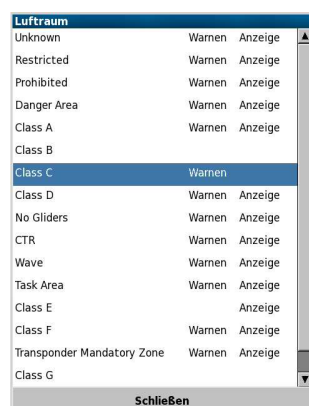 Luftraum
Unknown Warnen Anzeige
Restricted Warnen Anzeige
Prohibited Warnen Anzeige
Danger Area Warnen Anzeige
Class A Warnen Anzeige
Class B
Class C Warnen
Class D Warnen Anzeige
No Gliders Warnen Anzeige
CTR Warnen Anzeige
Wave Warnen Anzeige
Task Area Warnen Anzeige
Class E Anzeige
Class F Warnen Anzeige
Transponder Mandatory Zone Warnen Anzeige
Class G
Schließen